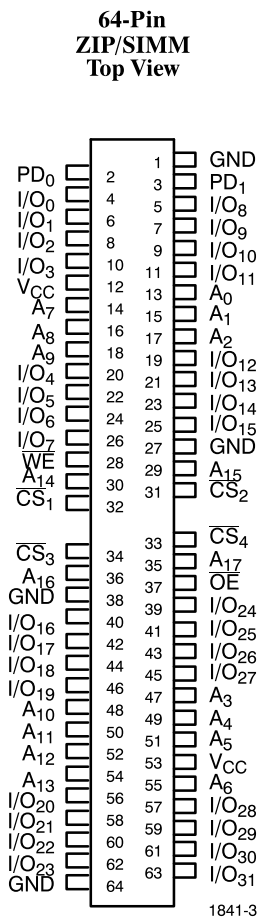 64-Pin
ZIP/SIMM
Top View
1 GND
PD0 2
3 PD1
I/O0 4
5 I/O8
I/O1 6
7 I/O9
I/O2 8
9 I/O10
I/O3 10
11 I/O11
VCC 12
13 A0
A7 14
15 A1
A8 16
17 A2
A9 18
19 I/O12
I/O4 20
21 I/O13
I/O5 22
23 I/O14
I/O6 24
25 I/O15
I/O7 26
27 GND
W̅E̅ 28
29 A15
A14 30
31 C̅S̅2
C̅S̅1 32
33 C̅S̅4
C̅S̅3 34
35 A17
A16 36
37 O̅E̅
GND 38
39 I/O24
I/O16 40
41 I/O25
I/O17 42
43 I/O26
I/O18 44
45 I/O27
I/O19 46
47 A3
A10 48
49 A4
A11 50
51 A5
A12 52
53 VCC
A13 54
55 A6
I/O20 56
57 I/O28
I/O21 58
59 I/O29
I/O22 60
61 I/O30
I/O23 62
63 I/O31
GND 64
1841-3